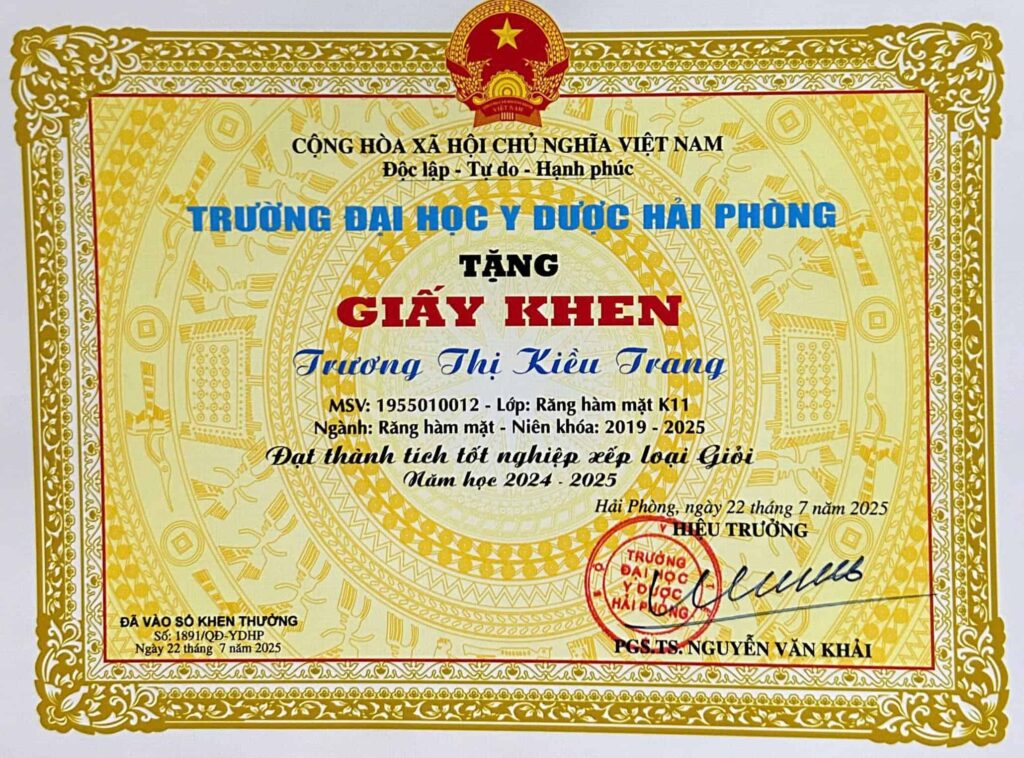 VIỆT NAM
CỘNG HÒA XÃ HỘI CHỦ NGHĨA VIỆT NAM
Độc lập - Tự do - Hạnh phúc
TRƯỜNG ĐẠI HỌC Y DƯỢC HẢI PHÒNG
TẶNG
GIẤY KHEN
Trương Thị Kiều Trang
MSV: 1955010012 - Lớp: Răng hàm mặt K11
Ngành: Răng hàm mặt - Niên khóa: 2019 - 2025
Đạt thành tích tốt nghiệp xếp loại Giỏi
Năm học 2024 - 2025
Hải Phòng, ngày 22 tháng 7 năm 2025
HIỆU TRƯỞNG
TRƯỜNG
ĐẠI HỌC
Y DƯỢC
HẢI PHÒNG
ĐÃ VÀO SỔ KHEN THƯỞNG
Số: 1891/QĐ-YDHP
Ngày 22 tháng 7 năm 2025
PGS.TS. NGUYỄN VĂN KHẢI